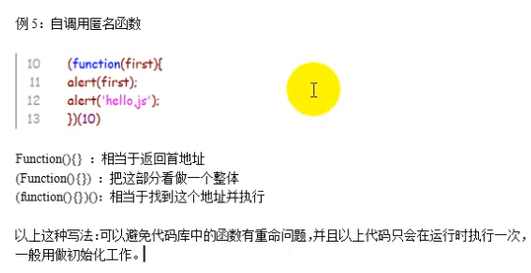 例 5：自调用匿名函数
10 (function(first){
11 alert(first);
12 alert('hello,js');
13 })(10)
Function(){} ：相当于返回首地址
(Function(){}) ：把这部分看做一个整体
(function(){})()：相当于找到这个地址并执行
以上这种写法：可以避免代码库中的函数有重命问题，并且以上代码只会在运行时执行一次，
一般用做初始化工作。